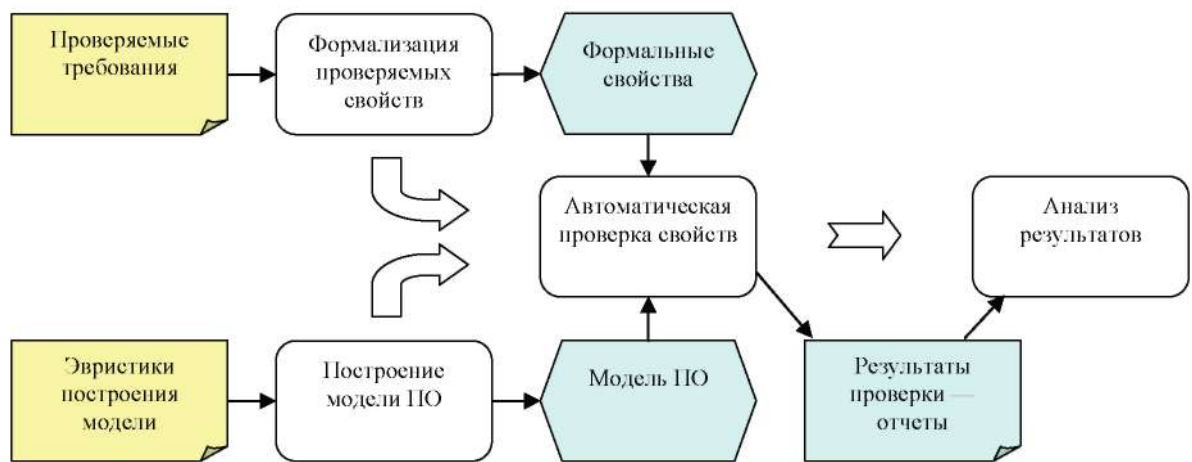 Проверяемые
требования
Формализация
проверяемых
свойств
Формальные
свойства
Автоматическая
проверка свойств
Анализ
результатов
Эвристики
построения
модели
Построение
модели ПО
Модель ПО
Результаты
проверки —
отчеты